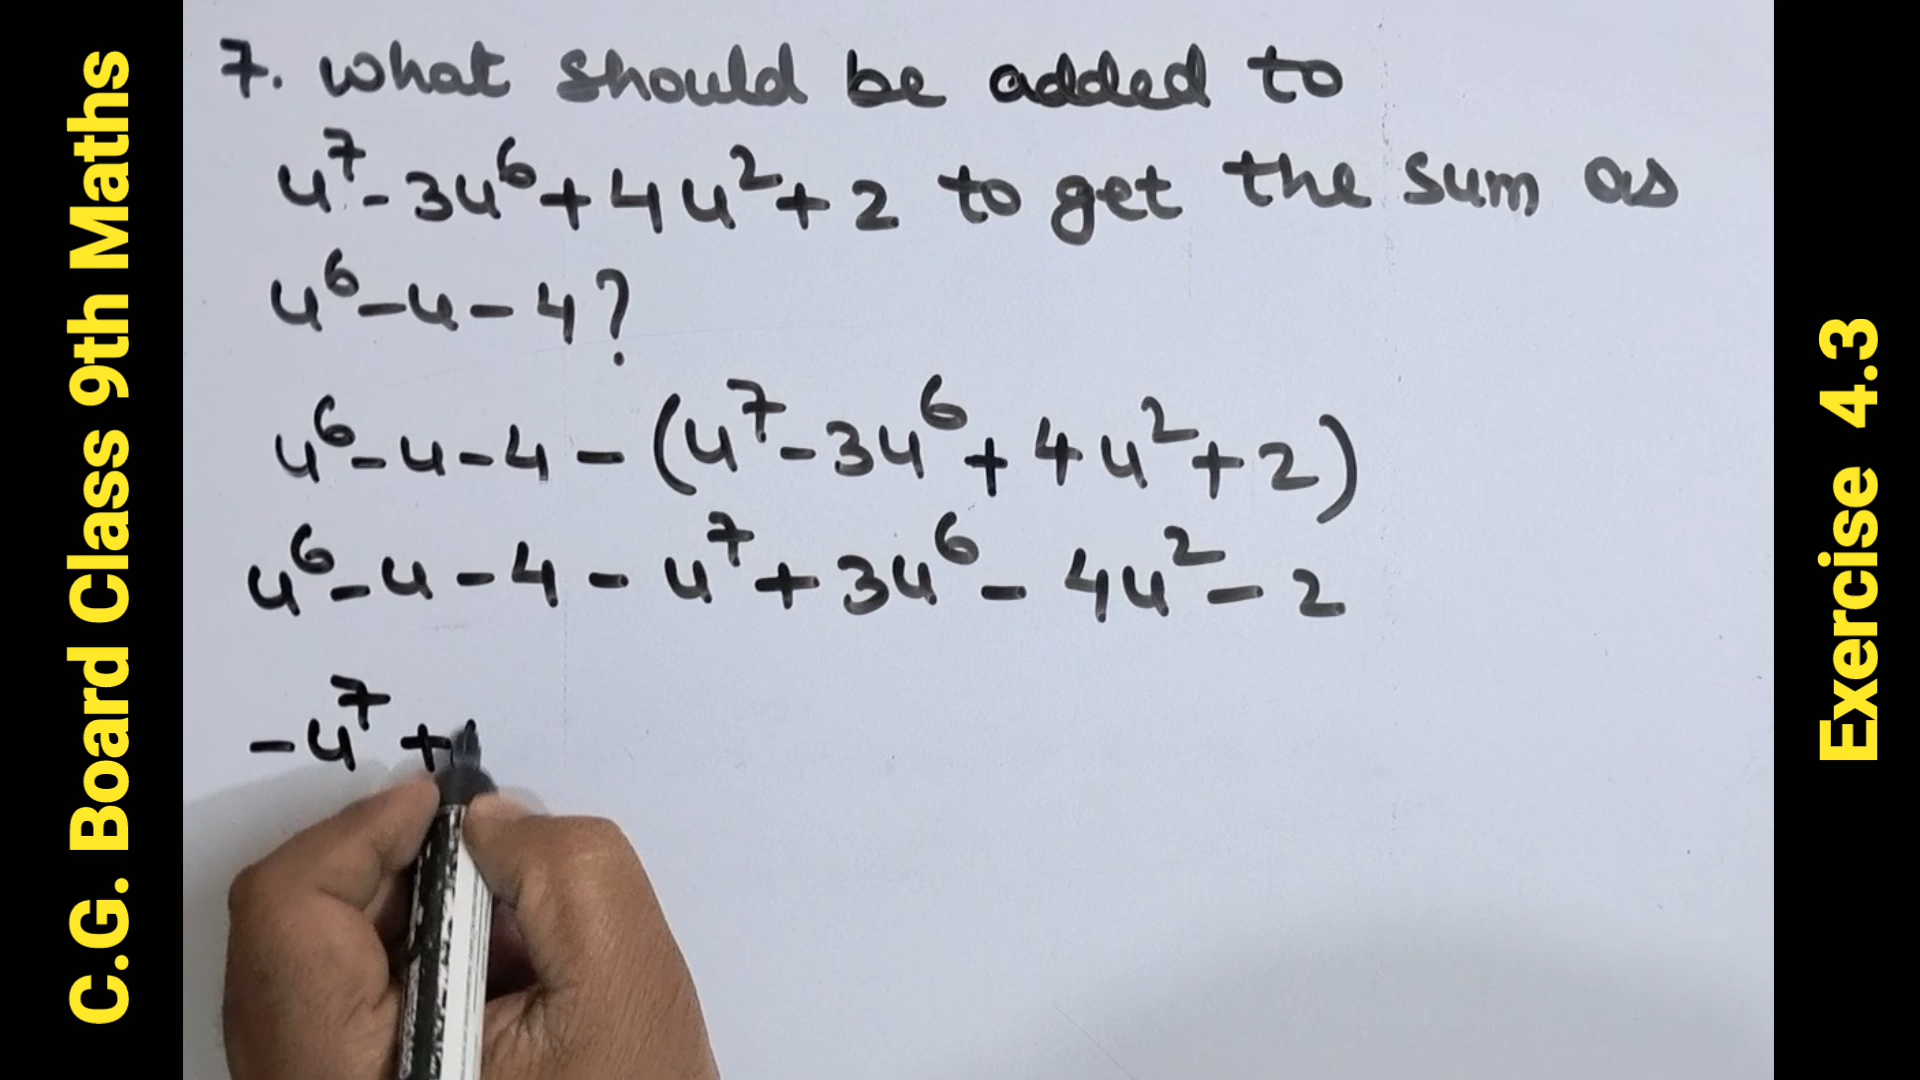 C.G. Board Class 9th Maths
7. What should be added to
u⁷ - 3u⁶ + 4u² + 2 to get the sum as
u⁶ - u - 4 ?
u⁶ - u - 4 - (u⁷ - 3u⁶ + 4u² + 2)
u⁶ - u - 4 - u⁷ + 3u⁶ - 4u² - 2
- u⁷ +
Exercise 4.3